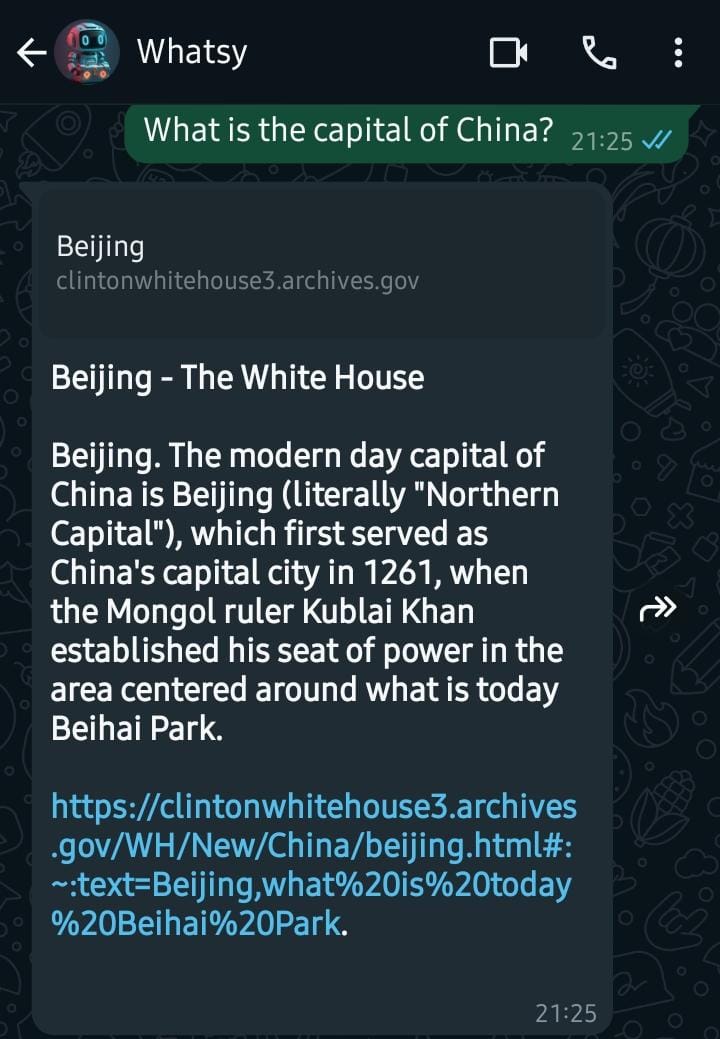 Whatsy
What is the capital of China? 21:25
Beijing
clintonwhitehouse3.archives.gov
Beijing - The White House
Beijing. The modern day capital of
China is Beijing (literally "Northern
Capital"), which first served as
China's capital city in 1261, when
the Mongol ruler Kublai Khan
established his seat of power in the
area centered around what is today
Beihai Park.
https://clintonwhitehouse3.archives
.gov/WH/New/China/beijing.html#:
~:text=Beijing,what%20is%20today
%20Beihai%20Park.
21:25